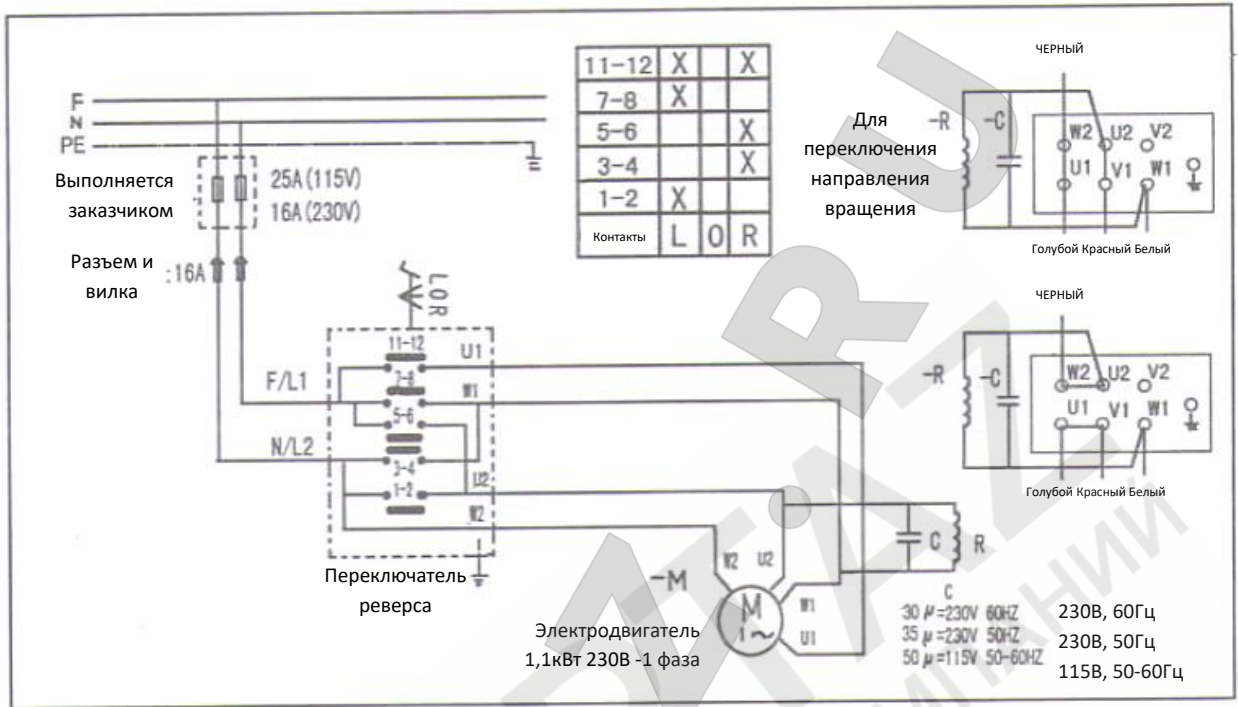 F
N
PE
Выполняется
заказчиком
25A(115V)
16A(230V)
Разъем и
вилка
:16A
11-12 X X
7-8 X
5-6 X
3-4 X
1-2 X
Контакты L O R
L O R
11-12
7-8
5-6
3-4
1-2
F/L1
N/L2
U1
W1
U2
W2
Переключатель
реверса
-M
W2 U2
M
1~
W1
U1
Электродвигатель
1,1кВт 230В -1 фаза
C R
C
30 μ=230V 60HZ
35 μ=230V 50HZ
50 μ=115V 50-60HZ
230В, 60Гц
230В, 50Гц
115В, 50-60Гц
Для
переключения
направления
вращения
ЧЕРНЫЙ
-R -C
W2 U2 V2
U1 V1 W1
Голубой Красный Белый
ЧЕРНЫЙ
-R -C
W2 U2 V2
U1 V1 W1
Голубой Красный Белый